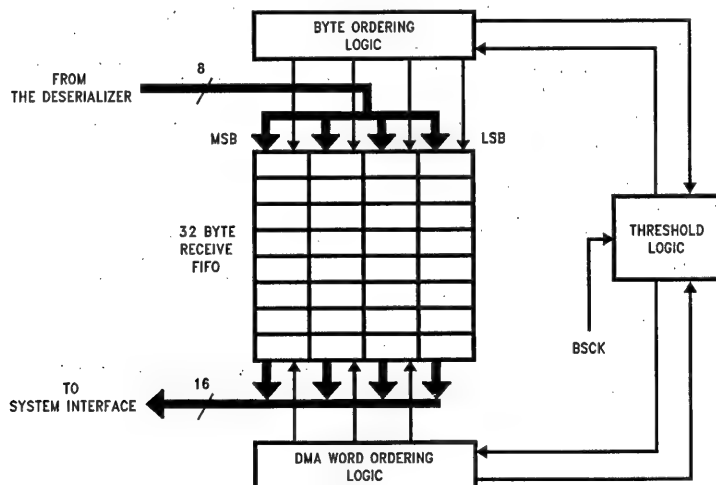 BYTE ORDERING
LOGIC
8
FROM
THE DESERIALIZER
MSB
LSB
32 BYTE
RECEIVE
FIFO
THRESHOLD
LOGIC
BSCK
16
TO
SYSTEM INTERFACE
DMA WORD ORDERING
LOGIC